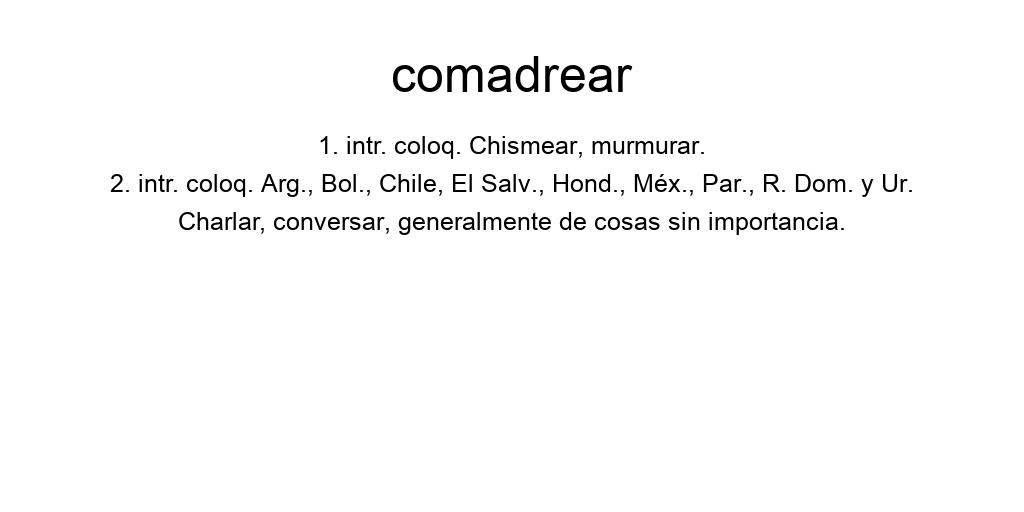 comadrear
1. intr. coloq. Chismear, murmurar.
2. intr. coloq. Arg., Bol., Chile, El Salv., Hond., Méx., Par., R. Dom. y Ur.
Charlar, conversar, generalmente de cosas sin importancia.